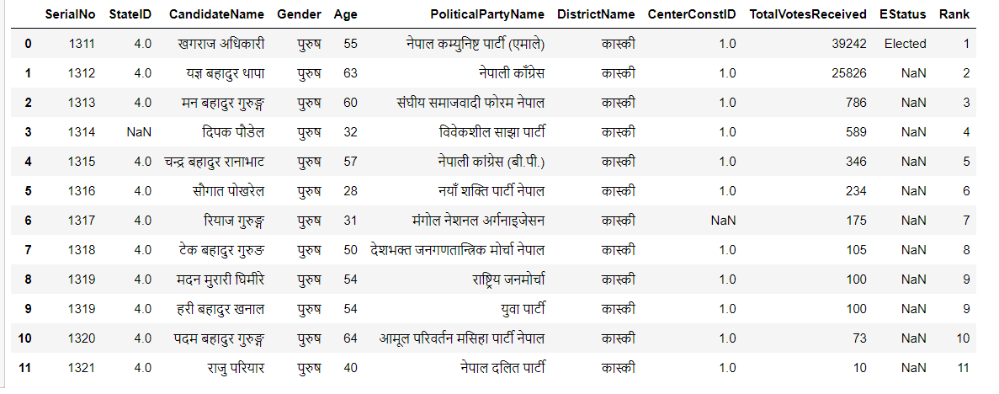 SerialNo StateID CandidateName Gender Age PoliticalPartyName DistrictName CenterConstID TotalVotesReceived EStatus Rank
0 1311 4.0 खगराज अधिकारी पुरुष 55 नेपाल कम्युनिष्ट पार्टी (एमाले) कास्की 1.0 39242 Elected 1
1 1312 4.0 यज्ञ बहादुर थापा पुरुष 63 नेपाली काँग्रेस कास्की 1.0 25826 NaN 2
2 1313 4.0 मन बहादुर गुरुङ्ग पुरुष 60 संघीय समाजवादी फोरम नेपाल कास्की 1.0 786 NaN 3
3 1314 NaN दिपक पौडेल पुरुष 32 विवेकशील साझा पार्टी कास्की 1.0 589 NaN 4
4 1315 4.0 चन्द्र बहादुर रानाभाट पुरुष 57 नेपाली कांग्रेस (बी.पी.) कास्की 1.0 346 NaN 5
5 1316 4.0 सौगात पोखरेल पुरुष 28 नयाँ शक्ति पार्टी नेपाल कास्की 1.0 234 NaN 6
6 1317 4.0 रियाज गुरुङ्ग पुरुष 31 मंगोल नेशनल अर्गनाइजेसन कास्की NaN 175 NaN 7
7 1318 4.0 टेक बहादुर गुरुङ पुरुष 50 देशभक्त जनगणतान्त्रिक मोर्चा नेपाल कास्की 1.0 105 NaN 8
8 1319 4.0 मदन मुरारी घिमीरे पुरुष 54 राष्ट्रिय जनमोर्चा कास्की 1.0 100 NaN 9
9 1319 4.0 हरी बहादुर खनाल पुरुष 54 युवा पार्टी कास्की 1.0 100 NaN 9
10 1320 4.0 पदम बहादुर गुरुङ्ग पुरुष 64 आमूल परिवर्तन मसिहा पार्टी नेपाल कास्की 1.0 73 NaN 10
11 1321 4.0 राजु परियार पुरुष 40 नेपाल दलित पार्टी कास्की 1.0 10 NaN 11